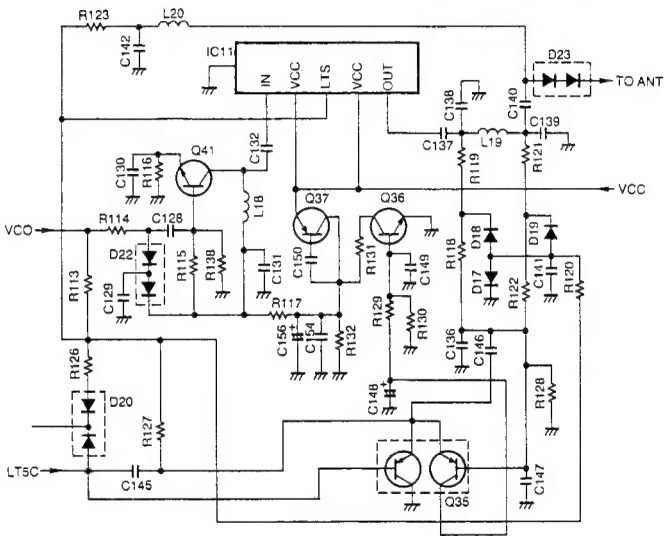 R123
L20
C142
IC11
IN
VCC
LTS
VCC
OUT
D23
TO ANT
C138
C140
C139
C137
L19
R119
R121
C132
Q41
C130
R116
VCC
Q37
Q36
VCO
R114
C128
L18
D22
R115
R138
C131
C150
R131
C149
R118
D18
D19
D17
C141
R120
R113
C129
R117
R129
R130
R122
C156
C154
R132
C136
C146
R126
D20
R127
C148
R128
LT5C
C145
Q35
C147